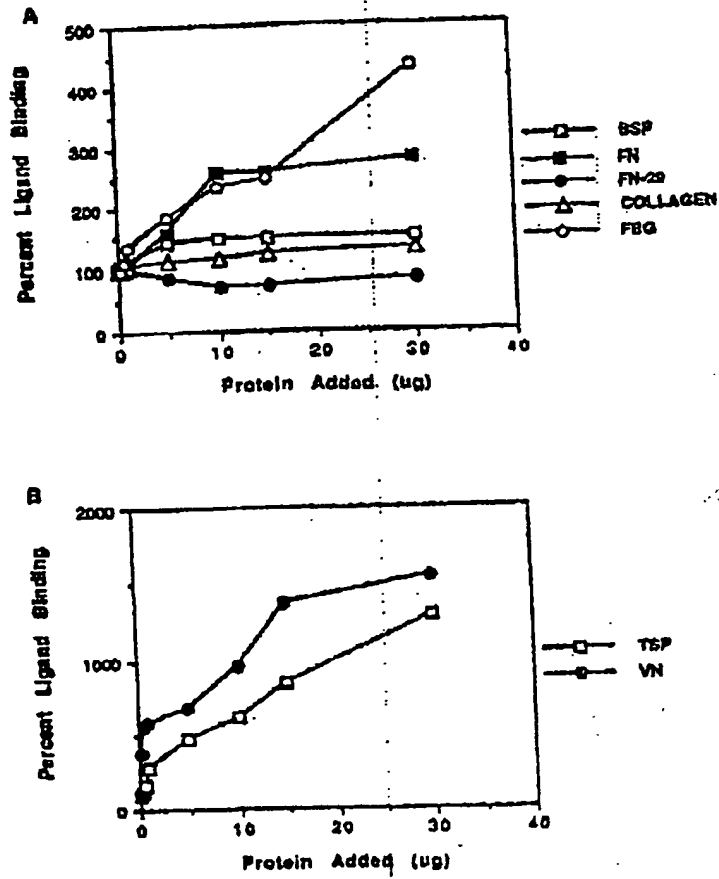 A
500
400
300
200
100
0
Percent Ligand Binding
0 10 20 30 40
Protein Added (ug)
BSP
FN
FN-29
COLLAGEN
FBG
B
2000
1000
0
Percent Ligand Binding
0 10 20 30 40
Protein Added (ug)
TSP
VN